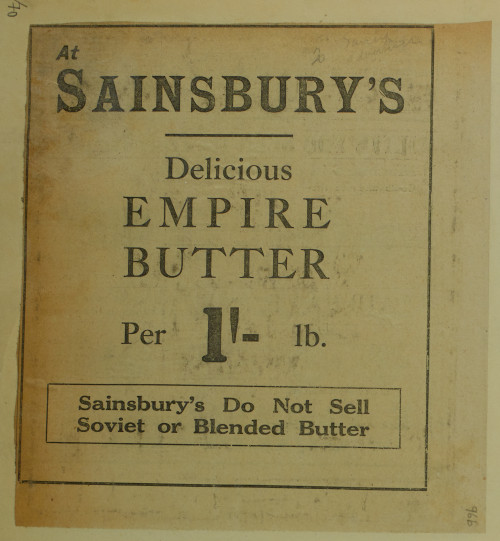 At
SAINSBURY'S
Delicious
EMPIRE
BUTTER
Per 1'- lb.
Sainsbury's Do Not Sell
Soviet or Blended Butter